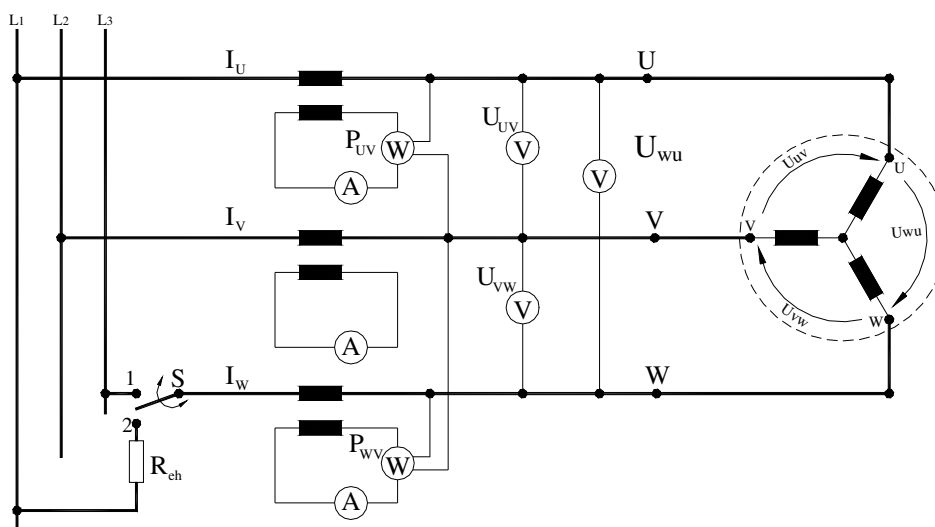 L1 L2 L3
I_U
U
P_UV
W
A
U_UV
V
V
U_wu
Uuv
U
V
Uwu
Uvw
W
I_V
V
A
U_VW
V
1
S
2
R_eh
I_W
W
P_WV
W
A